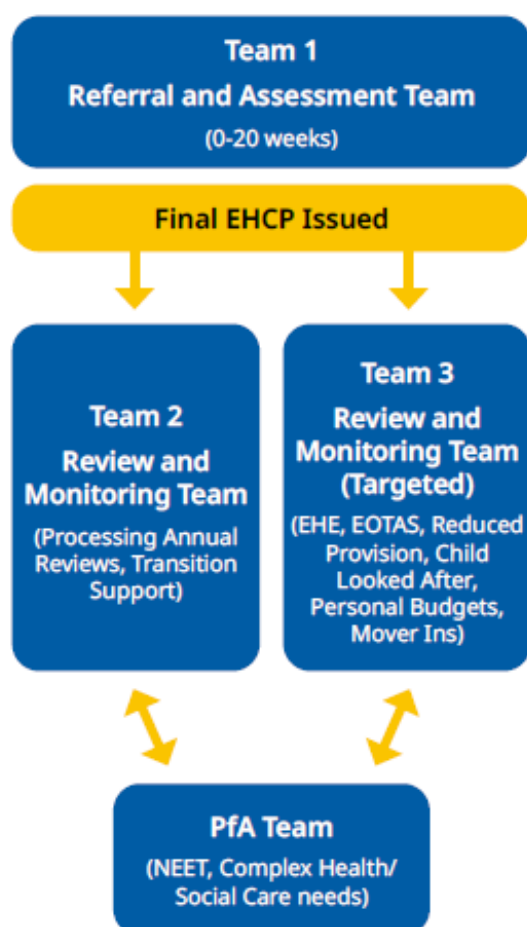 Team 1
Referral and Assessment Team
(0-20 weeks)
Final EHCP Issued
Team 2
Review and
Monitoring Team
(Processing Annual
Reviews, Transition
Support)
Team 3
Review and
Monitoring Team
(Targeted)
(EHE, EOTAS, Reduced
Provision, Child
Looked After,
Personal Budgets,
Mover Ins)
PfA Team
(NEET, Complex Health/
Social Care needs)